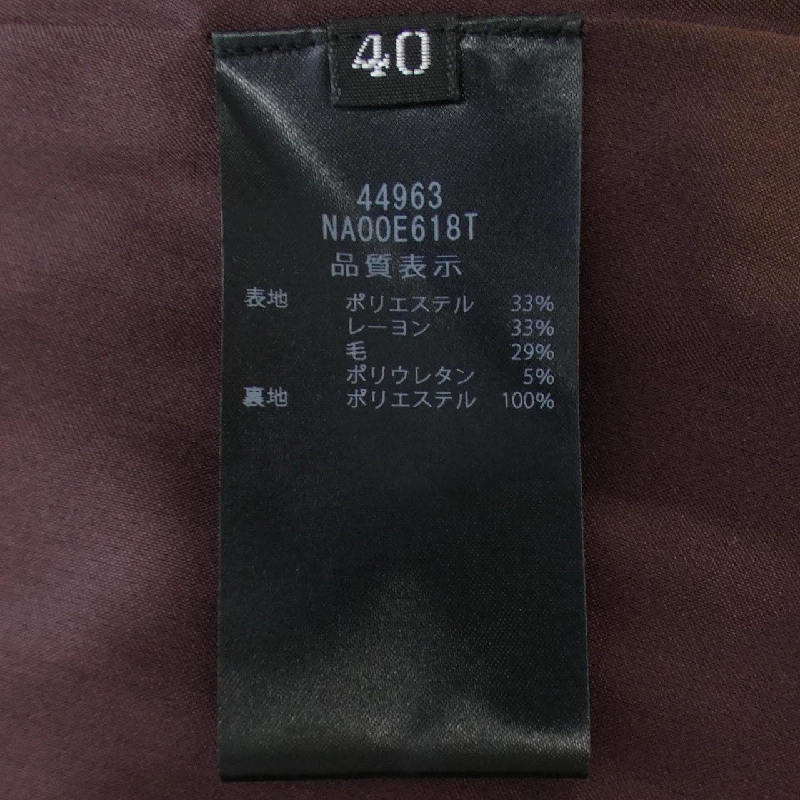 40
44963
NA00E618T
品質表示
表地 ポリエステル 33%
レーヨン 33%
毛 29%
ポリウレタン 5%
裏地 ポリエステル 100%